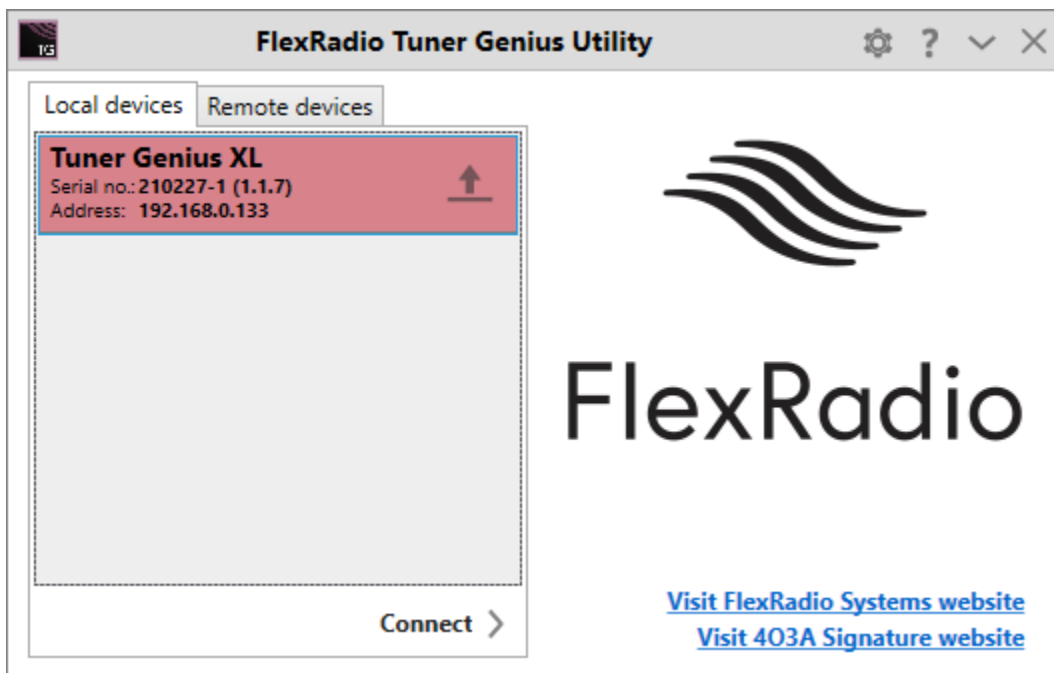 TG
FlexRadio Tuner Genius Utility
?
Local devices
Remote devices
Tuner Genius XL
Serial no.: 210227-1 (1.1.7)
Address: 192.168.0.133
Connect
FlexRadio
Visit FlexRadio Systems website
Visit 4O3A Signature website